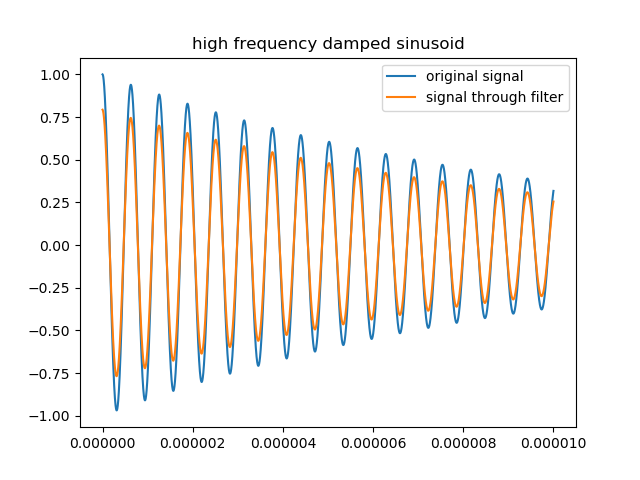 high frequency damped sinusoid
original signal
signal through filter
1.00
0.75
0.50
0.25
0.00
−0.25
−0.50
−0.75
−1.00
0.000000 0.000002 0.000004 0.000006 0.000008 0.000010